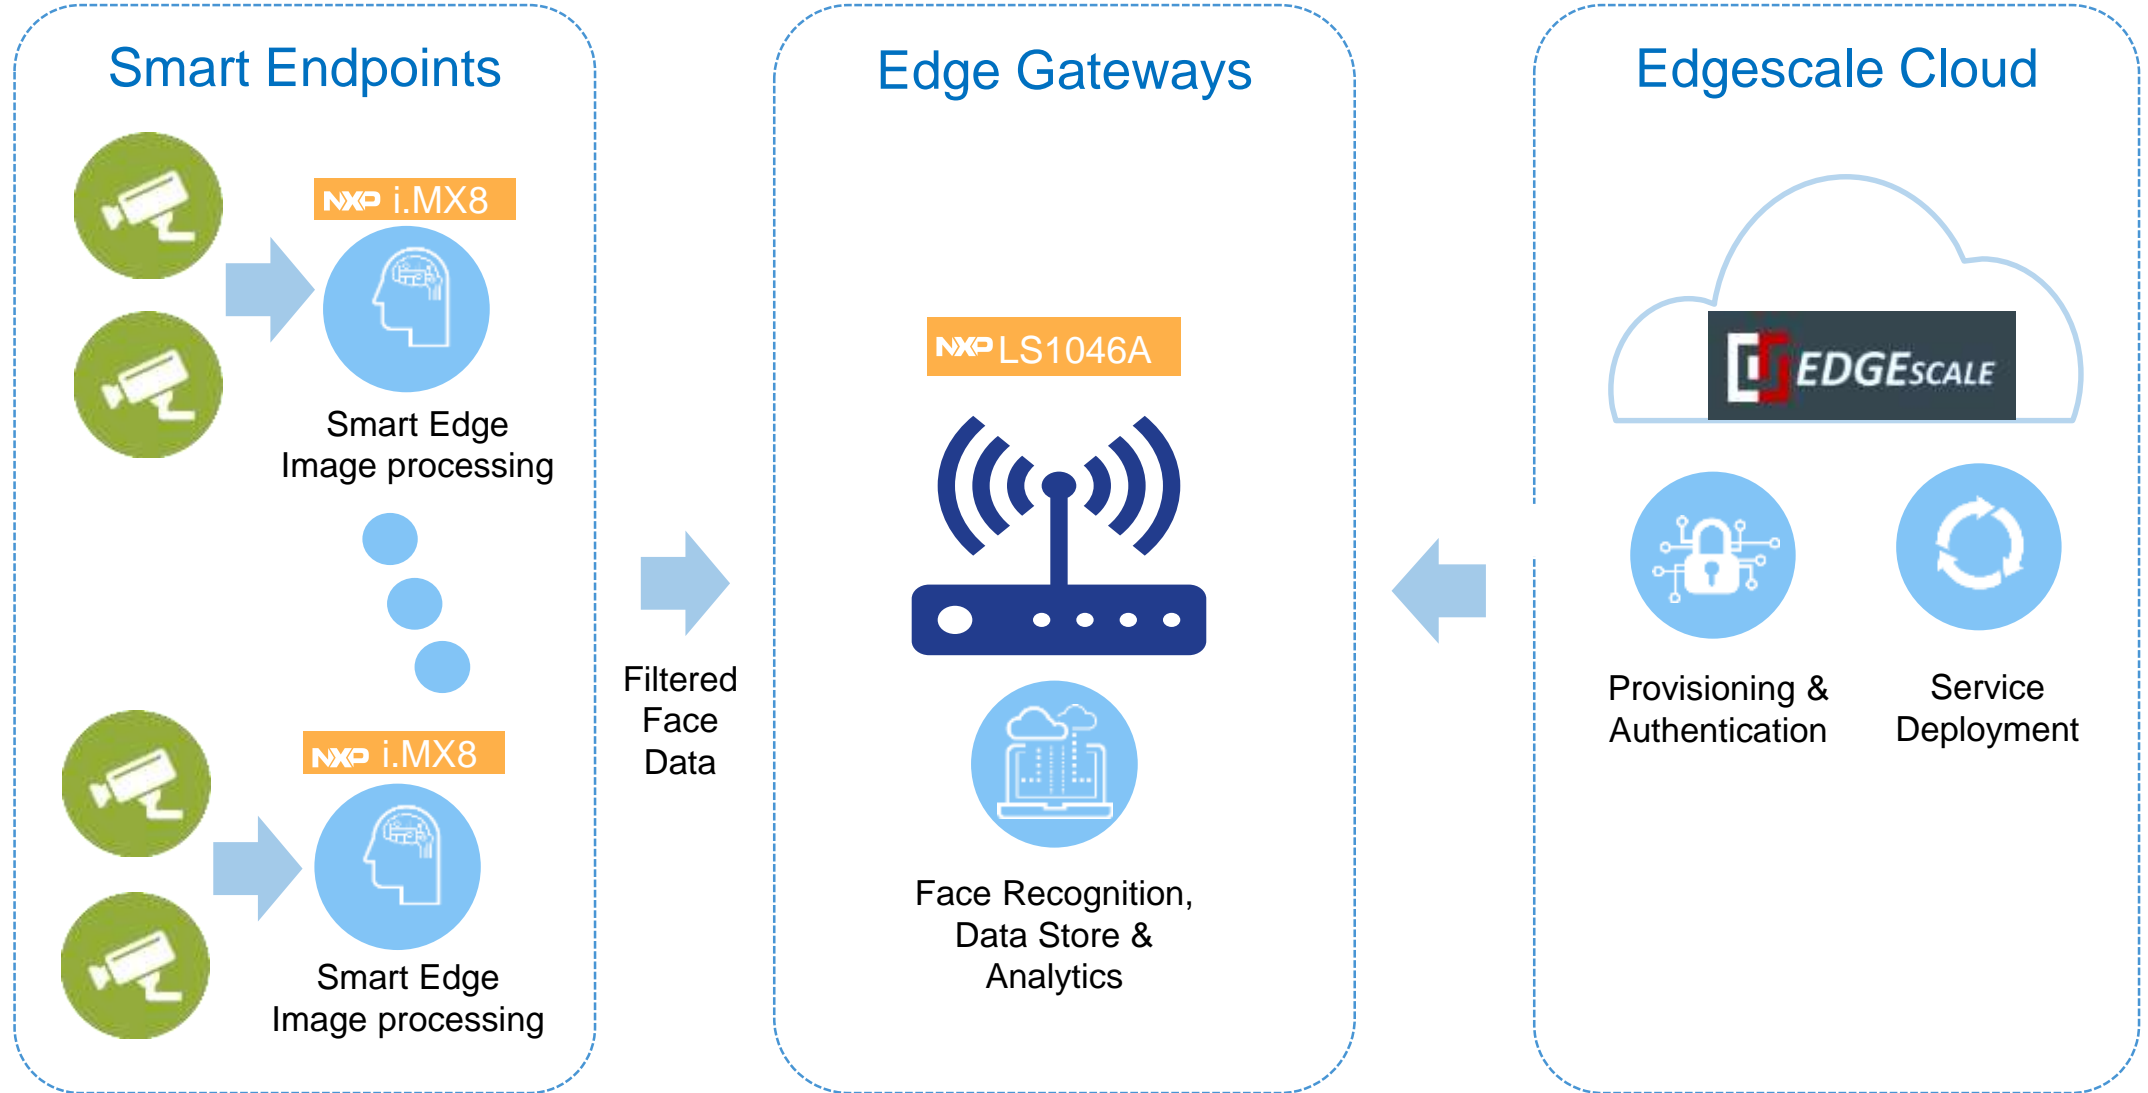 Smart Endpoints
NXP i.MX8
Smart Edge
Image processing
NXP i.MX8
Smart Edge
Image processing
Filtered
Face
Data
Edge Gateways
NXP LS1046A
Face Recognition,
Data Store &
Analytics
Edgescale Cloud
EDGESCALE
Provisioning &
Authentication
Service
Deployment